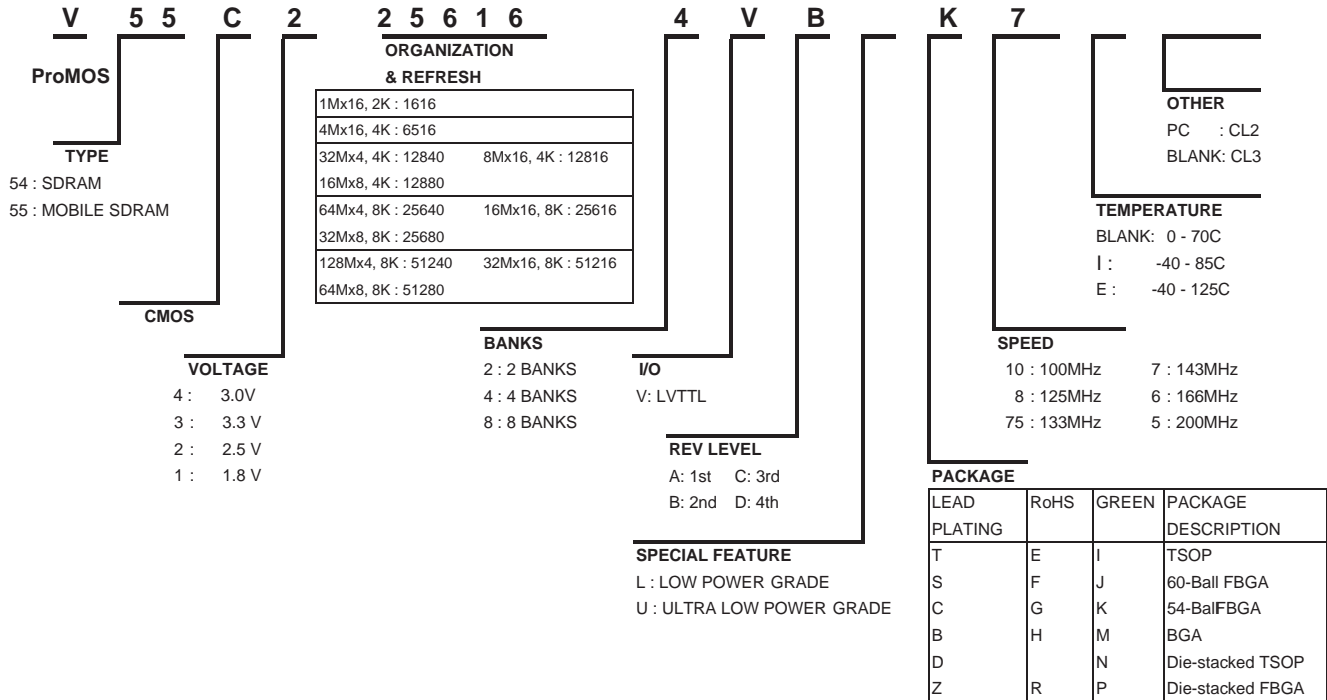 V 5 5 C 2 2 5 6 1 6 4 V B K 7
ProMOS
TYPE
54 : SDRAM
55 : MOBILE SDRAM
CMOS
VOLTAGE
4 : 3.0V
3 : 3.3 V
2 : 2.5 V
1 : 1.8 V
ORGANIZATION
& REFRESH
1Mx16, 2K : 1616
4Mx16, 4K : 6516
32Mx4, 4K : 12840 8Mx16, 4K : 12816
16Mx8, 4K : 12880
64Mx4, 8K : 25640 16Mx16, 8K : 25616
32Mx8, 8K : 25680
128Mx4, 8K : 51240 32Mx16, 8K : 51216
64Mx8, 8K : 51280
BANKS
2 : 2 BANKS
4 : 4 BANKS
8 : 8 BANKS
I/O
V: LVTTL
REV LEVEL
A: 1st C: 3rd
B: 2nd D: 4th
SPECIAL FEATURE
L : LOW POWER GRADE
U : ULTRA LOW POWER GRADE
OTHER
PC : CL2
BLANK: CL3
TEMPERATURE
BLANK: 0 - 70C
I : -40 - 85C
E : -40 - 125C
SPEED
10 : 100MHz 7 : 143MHz
8 : 125MHz 6 : 166MHz
75 : 133MHz 5 : 200MHz
PACKAGE
LEAD RoHS GREEN PACKAGE
PLATING DESCRIPTION
T E I TSOP
S F J 60-Ball FBGA
C G K 54-BallFBGA
B H M BGA
D N Die-stacked TSOP
Z R P Die-stacked FBGA